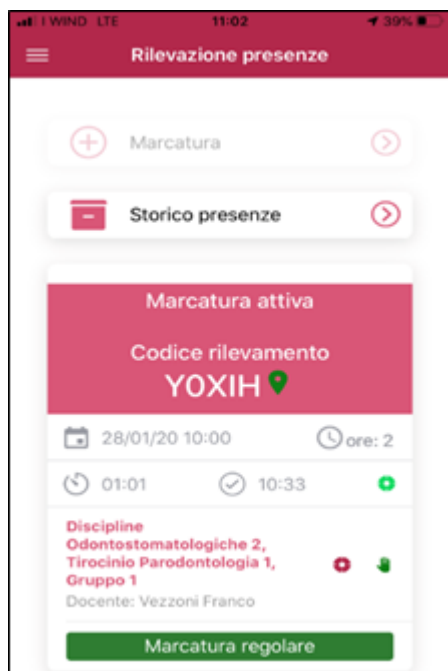 I WIND LTE 11:02 39%
Rilevazione presenze
Marcatura
Storico presenze
Marcatura attiva
Codice rilevamento
Y0XIH
28/01/20 10:00 ore: 2
01:01 10:33
Discipline
Odontostomatologiche 2,
Tirocinio Parodontologia 1,
Gruppo 1
Docente: Vezzoni Franco
Marcatura regolare